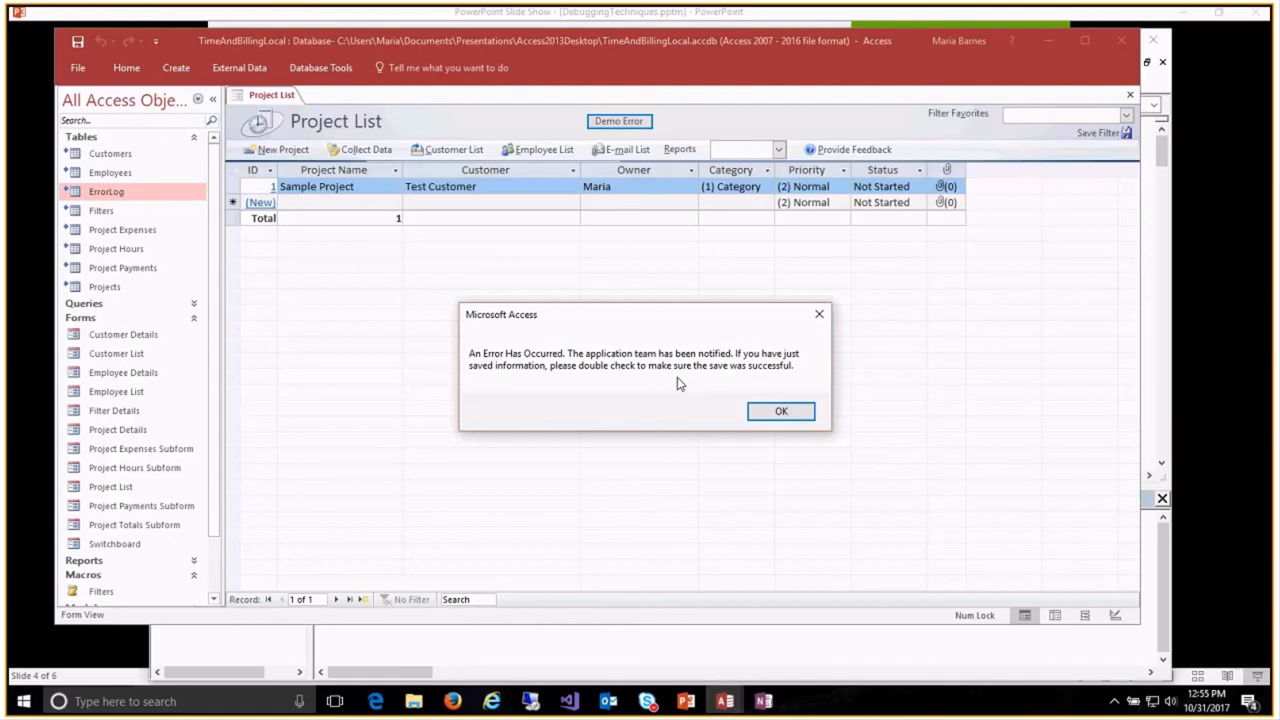 PowerPoint Slide Show - [DebuggingTechniques.pptm] - PowerPoint
TimeAndBillingLocal : Database- C:\Users\Maria\Documents\Presentations\Access2013Desktop\TimeAndBillingLocal.accdb (Access 2007 - 2016 file format) - Access
Maria Barnes
?
File
Home
Create
External Data
Database Tools
Tell me what you want to do
All Access Obje...
Search..
Tables
Customers
Employees
ErrorLog
Filters
Project Expenses
Project Hours
Project Payments
Projects
Queries
Forms
Customer Details
Customer List
Employee Details
Employee List
Filter Details
Project Details
Project Expenses Subform
Project Hours Subform
Project List
Project Payments Subform
Project Totals Subform
Switchboard
Reports
Macros
Filters
Project List
Project List
Demo Error
Filter Favorites
Save Filter
New Project
Collect Data
Customer List
Employee List
E-mail List
Reports
Provide Feedback
ID Project Name Customer Owner Category Priority Status
1 Sample Project Test Customer Maria (1) Category (2) Normal Not Started (0)
(New) (2) Normal Not Started (0)
Total 1
Microsoft Access
An Error Has Occurred. The application team has been notified. If you have just
saved information, please double check to make sure the save was successful.
OK
Record: 1 of 1 No Filter Search
Form View
Num Lock
Slide 4 of 6
Type here to search
12:55 PM
10/31/2017
4